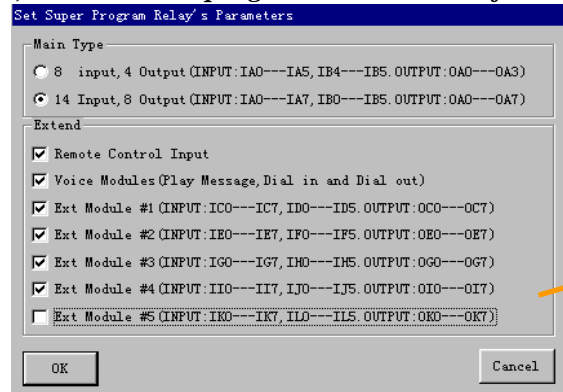 Set Super Program Relay's Parameters
Main Type
8 input,4 Output(INPUT:IA0---IA5,IB4---IB5.OUTPUT:OA0---OA3)
14 Input,8 Output(INPUT:IA0---IA7,IB0---IB5.OUTPUT:OA0---OA7)
Extend
Remote Control Input
Voice Modules(Play Message,Dial in and Dial out)
Ext Module #1(INPUT:IC0---IC7,ID0---ID5.OUTPUT:OC0---OC7)
Ext Module #2(INPUT:IE0---IE7,IF0---IF5.OUTPUT:OE0---OE7)
Ext Module #3(INPUT:IG0---IG7,IH0---IH5.OUTPUT:OG0---OG7)
Ext Module #4(INPUT:II0---II7,IJ0---IJ5.OUTPUT:OI0---OI7)
Ext Module #5(INPUT:IK0---IK7,IL0---IL5.OUTPUT:OK0---OK7)
OK
Cancel